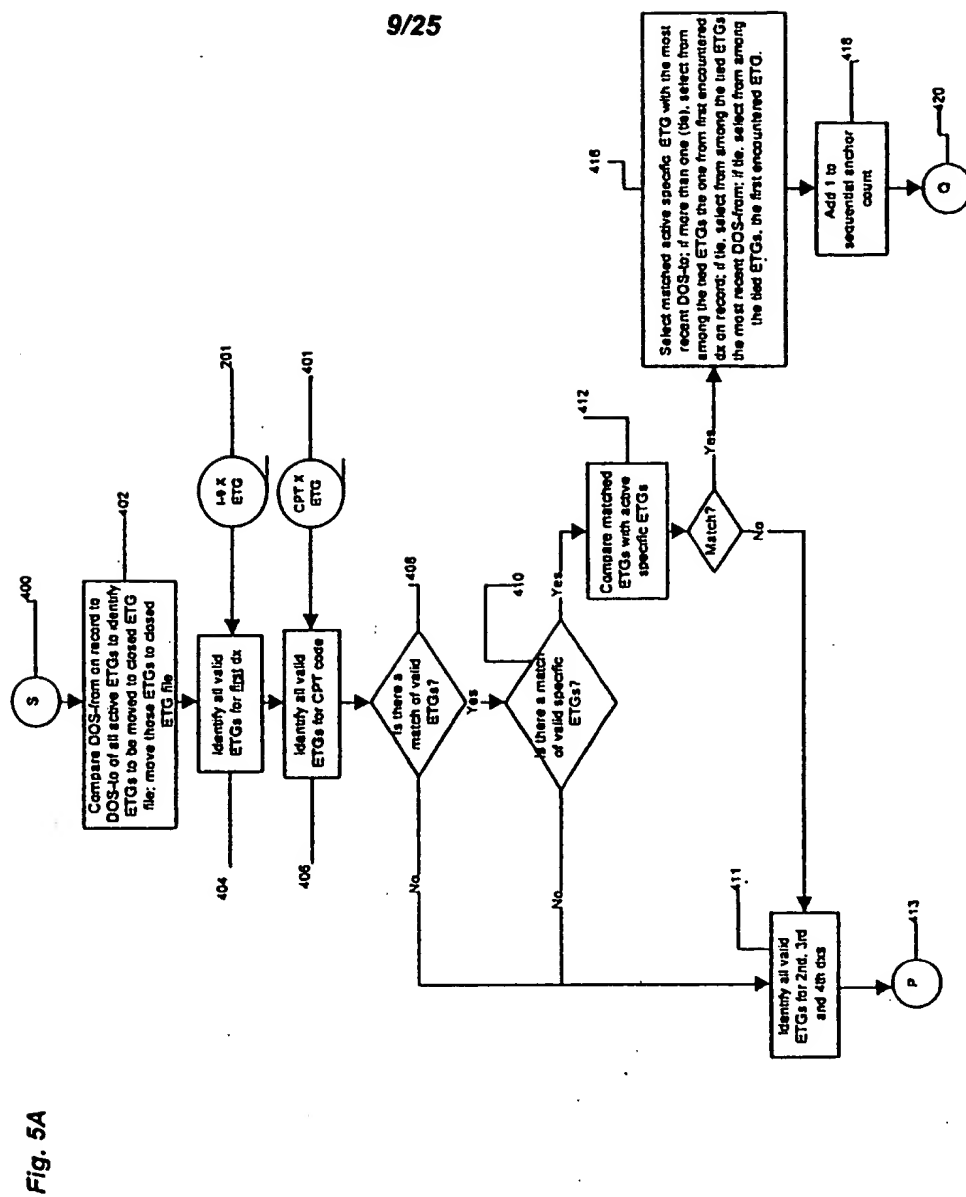 9/25
Fig. 5A
S
400
Compare DOS-from on record to
DOS-to of all active ETGs to identify
ETGs to be moved to closed ETG
file; move those ETGs to closed
ETG file
402
I-9 X
ETG
201
Identify all valid
ETGs for first dx
404
CPT X
ETG
401
Identify all valid
ETGs for CPT code
406
Is there a
match of valid
ETGs?
408
No
Yes
Is there a match
of valid specific
ETGs?
410
No
Yes
Compare matched
ETGs with active
specific ETGs
412
Match?
Yes
No
Select matched active specific ETG with the most
recent DOS-to; if more than one (tie), select from
among the tied ETGs the one from first encountered
dx on record; if tie, select from among the tied ETGs
the most recent DOS-from; if tie, select from among
the tied ETGs, the first encountered ETG.
416
Add 1 to
sequential anchor
count
418
Q
420
Identify all valid
ETGs for 2nd, 3rd
and 4th dxs
411
P
413